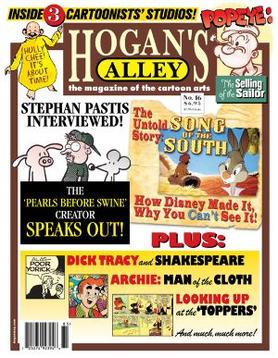 INSIDE 3 CARTOONISTS' STUDIOS!
POPEYE!
HULLY
CHEE!
IT'S
ABOUT
TIME!
HOGAN'S
ALLEY
the magazine of the cartoon arts
The
Selling of
the Sailor
No. 16
$6.95
STEPHAN PASTIS
INTERVIEWED!
The
Untold
Story:
SONG
OF THE
SOUTH
How Disney Made It,
Why You Can't See It!
THE
'PEARLS BEFORE SWINE'
CREATOR
SPEAKS OUT!
PLUS:
POOR
YORICK
DICK TRACY and SHAKESPEARE
ARCHIE: MAN of the CLOTH
LOOKING UP
at the 'TOPPERS'
And much, much more!